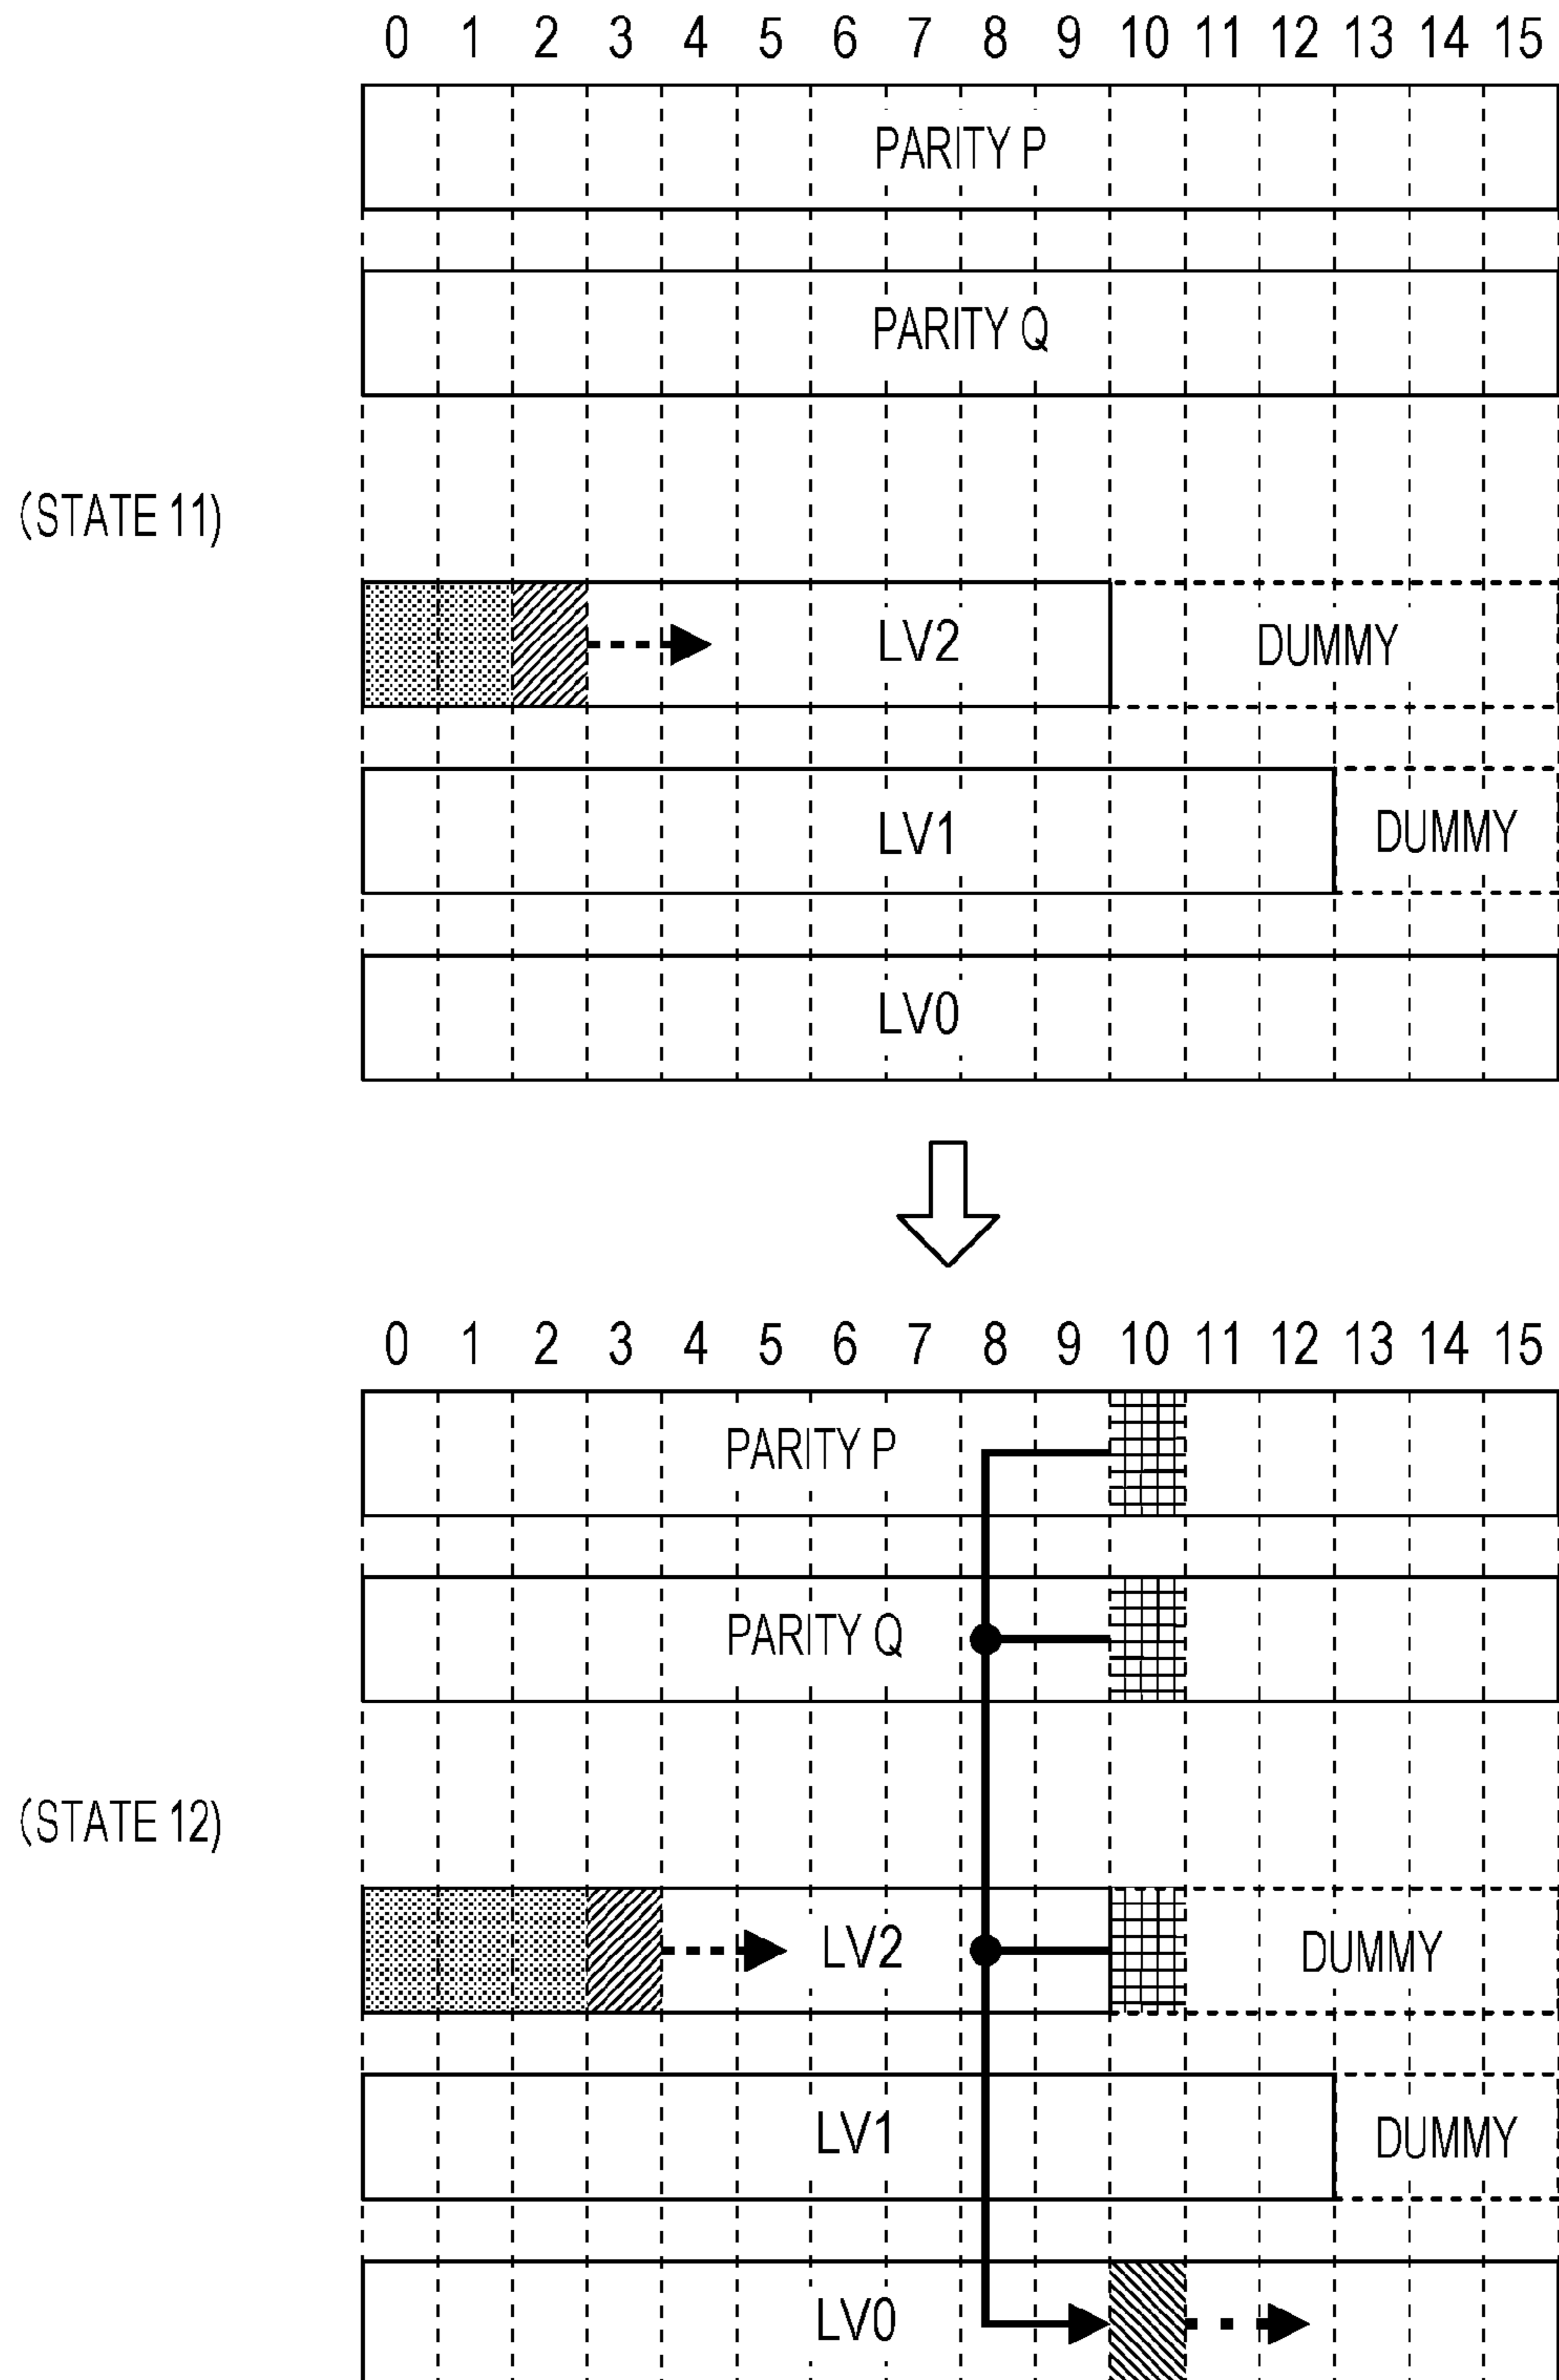 0 1 2 3 4 5 6 7 8 9 10 11 12 13 14 15
PARITY P
PARITY Q
(STATE 11)
LV2 DUMMY
LV1 DUMMY
LV0
0 1 2 3 4 5 6 7 8 9 10 11 12 13 14 15
PARITY P
PARITY Q
(STATE 12)
LV2 DUMMY
LV1 DUMMY
LV0